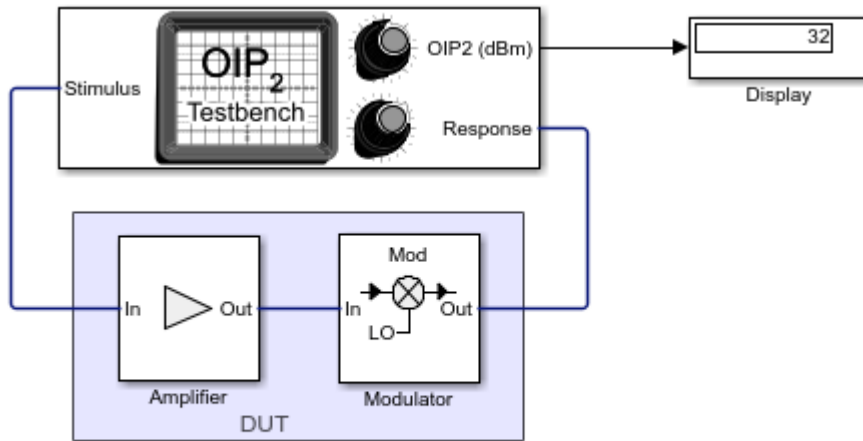 Stimulus
OIP2
Testbench
OIP2 (dBm)
Response
32
Display
In
Out
Amplifier
Mod
In
Out
LO
Modulator
DUT